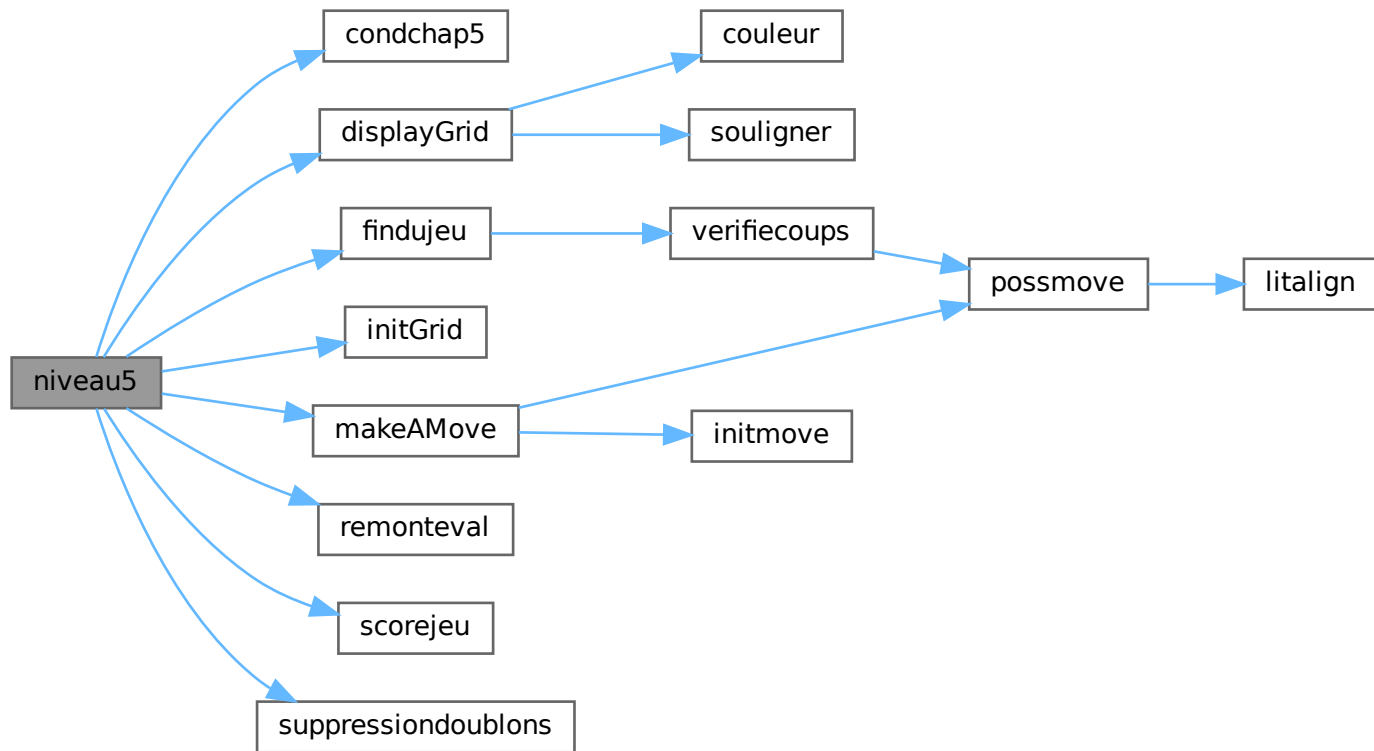 condchap5
couleur
displayGrid
souligner
findujeu
verifiecoups
possmove
litalign
initGrid
niveau5
makeAMove
initmove
remonteval
scorejeu
suppressiondoublons